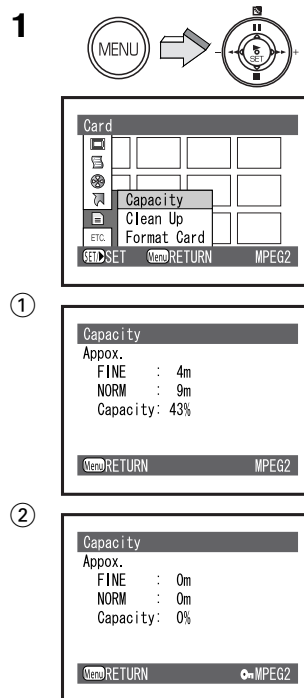 1
MENU
- SET +
Card
Capacity
Clean Up
ETC. Format Card
SET/ SET Menu RETURN MPEG2
①
Capacity
Appox.
FINE : 4m
NORM : 9m
Capacity: 43%
Menu RETURN MPEG2
②
Capacity
Appox.
FINE : 0m
NORM : 0m
Capacity: 0%
Menu RETURN MPEG2